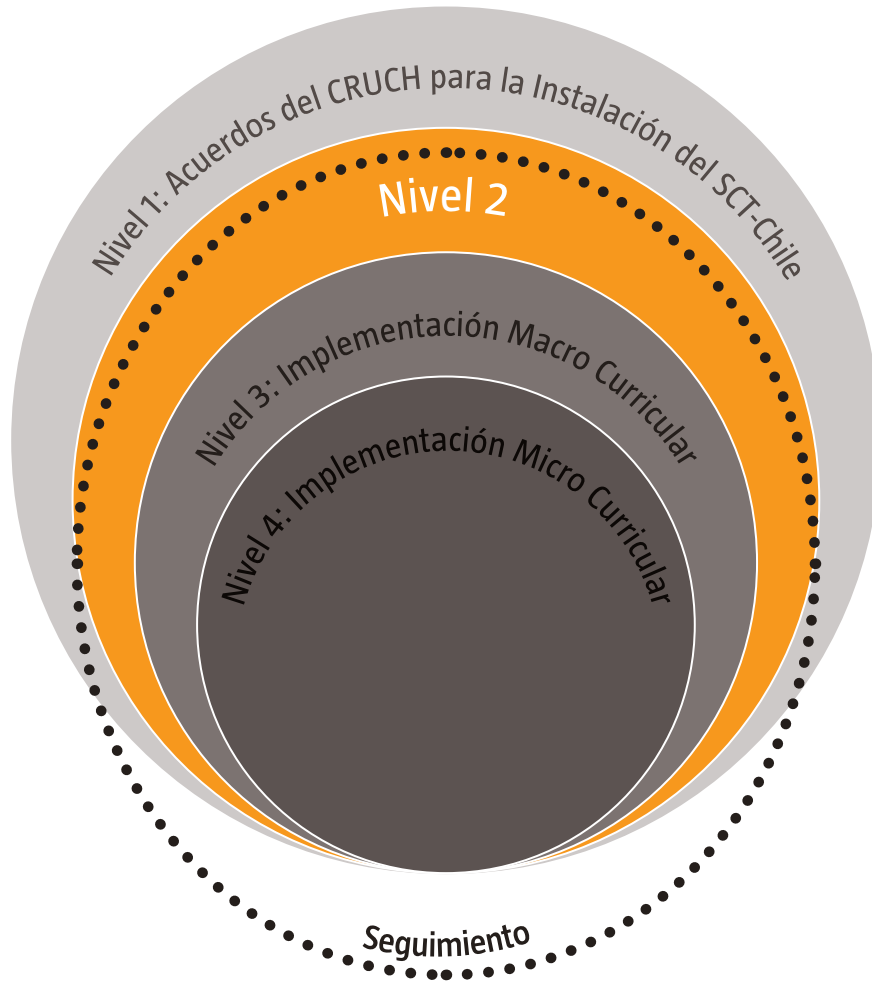 Nivel 1: Acuerdos del CRUCH para la Instalación del SCT-Chile
Nivel 2
Nivel 3: Implementación Macro Curricular
Nivel 4: Implementación Micro Curricular
Seguimiento